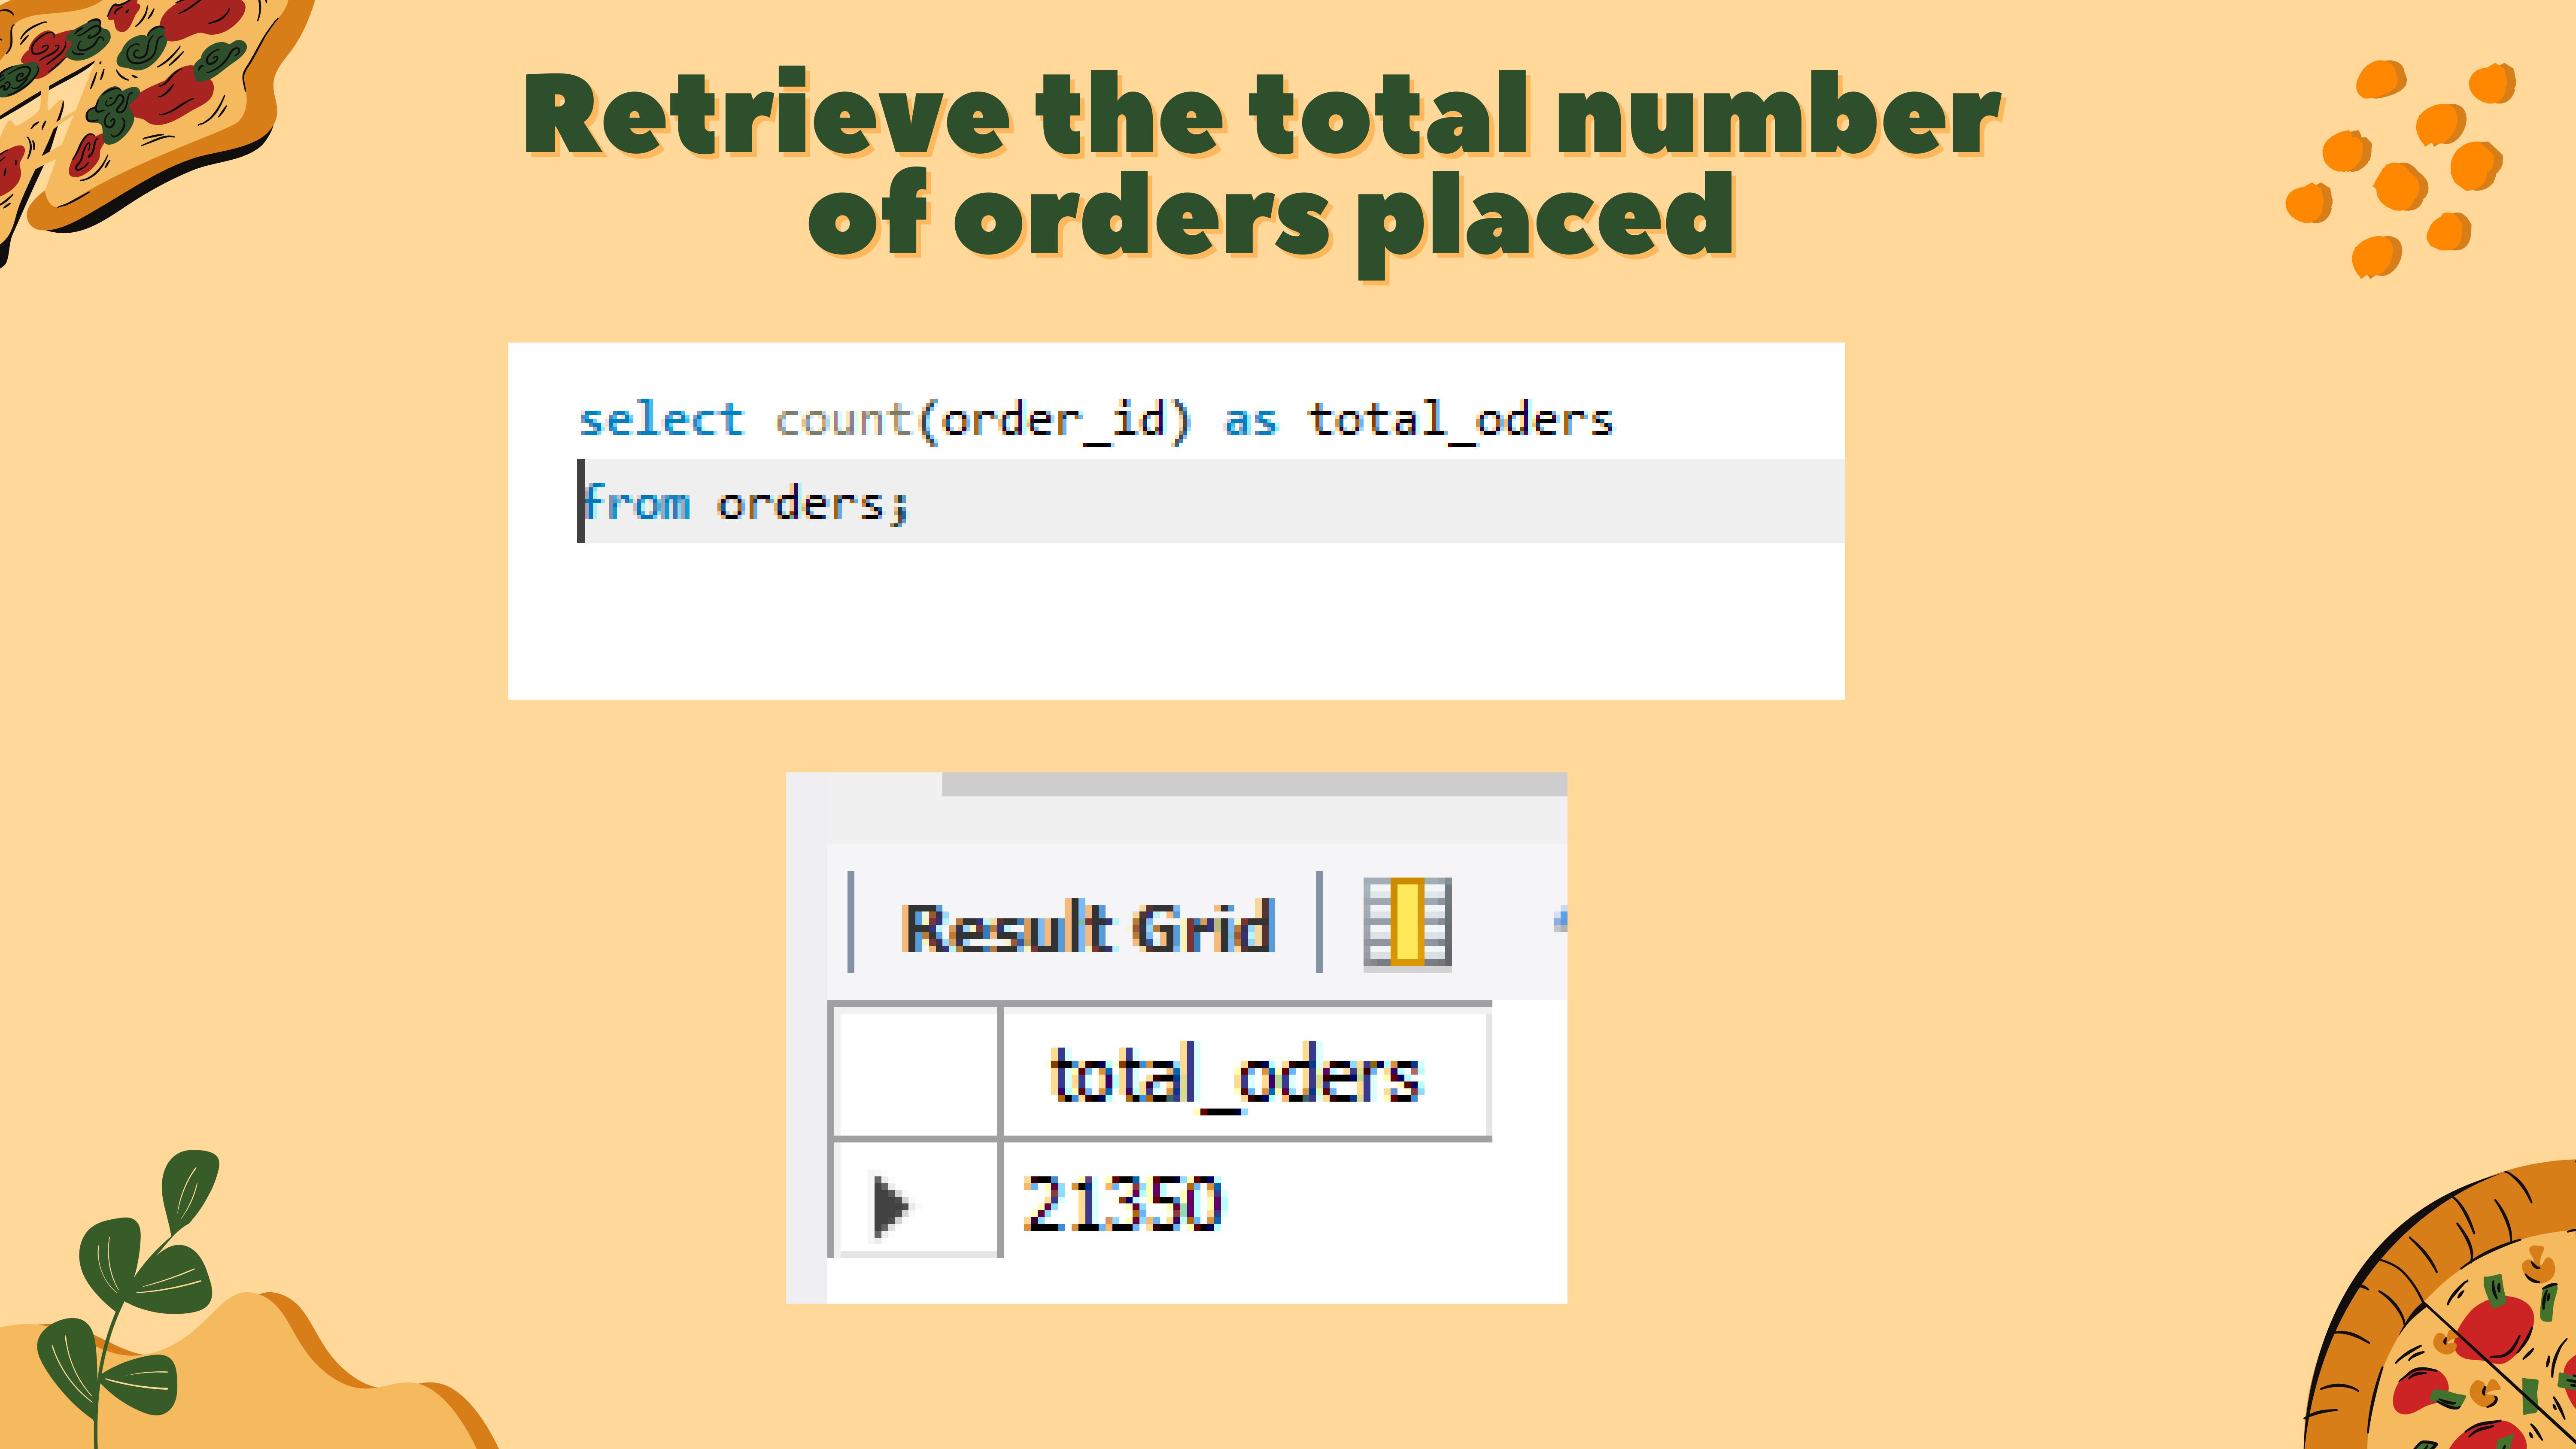 Retrieve the total number
of orders placed
select count(order_id) as total_oders
from orders;
Result Grid
total_oders
21350